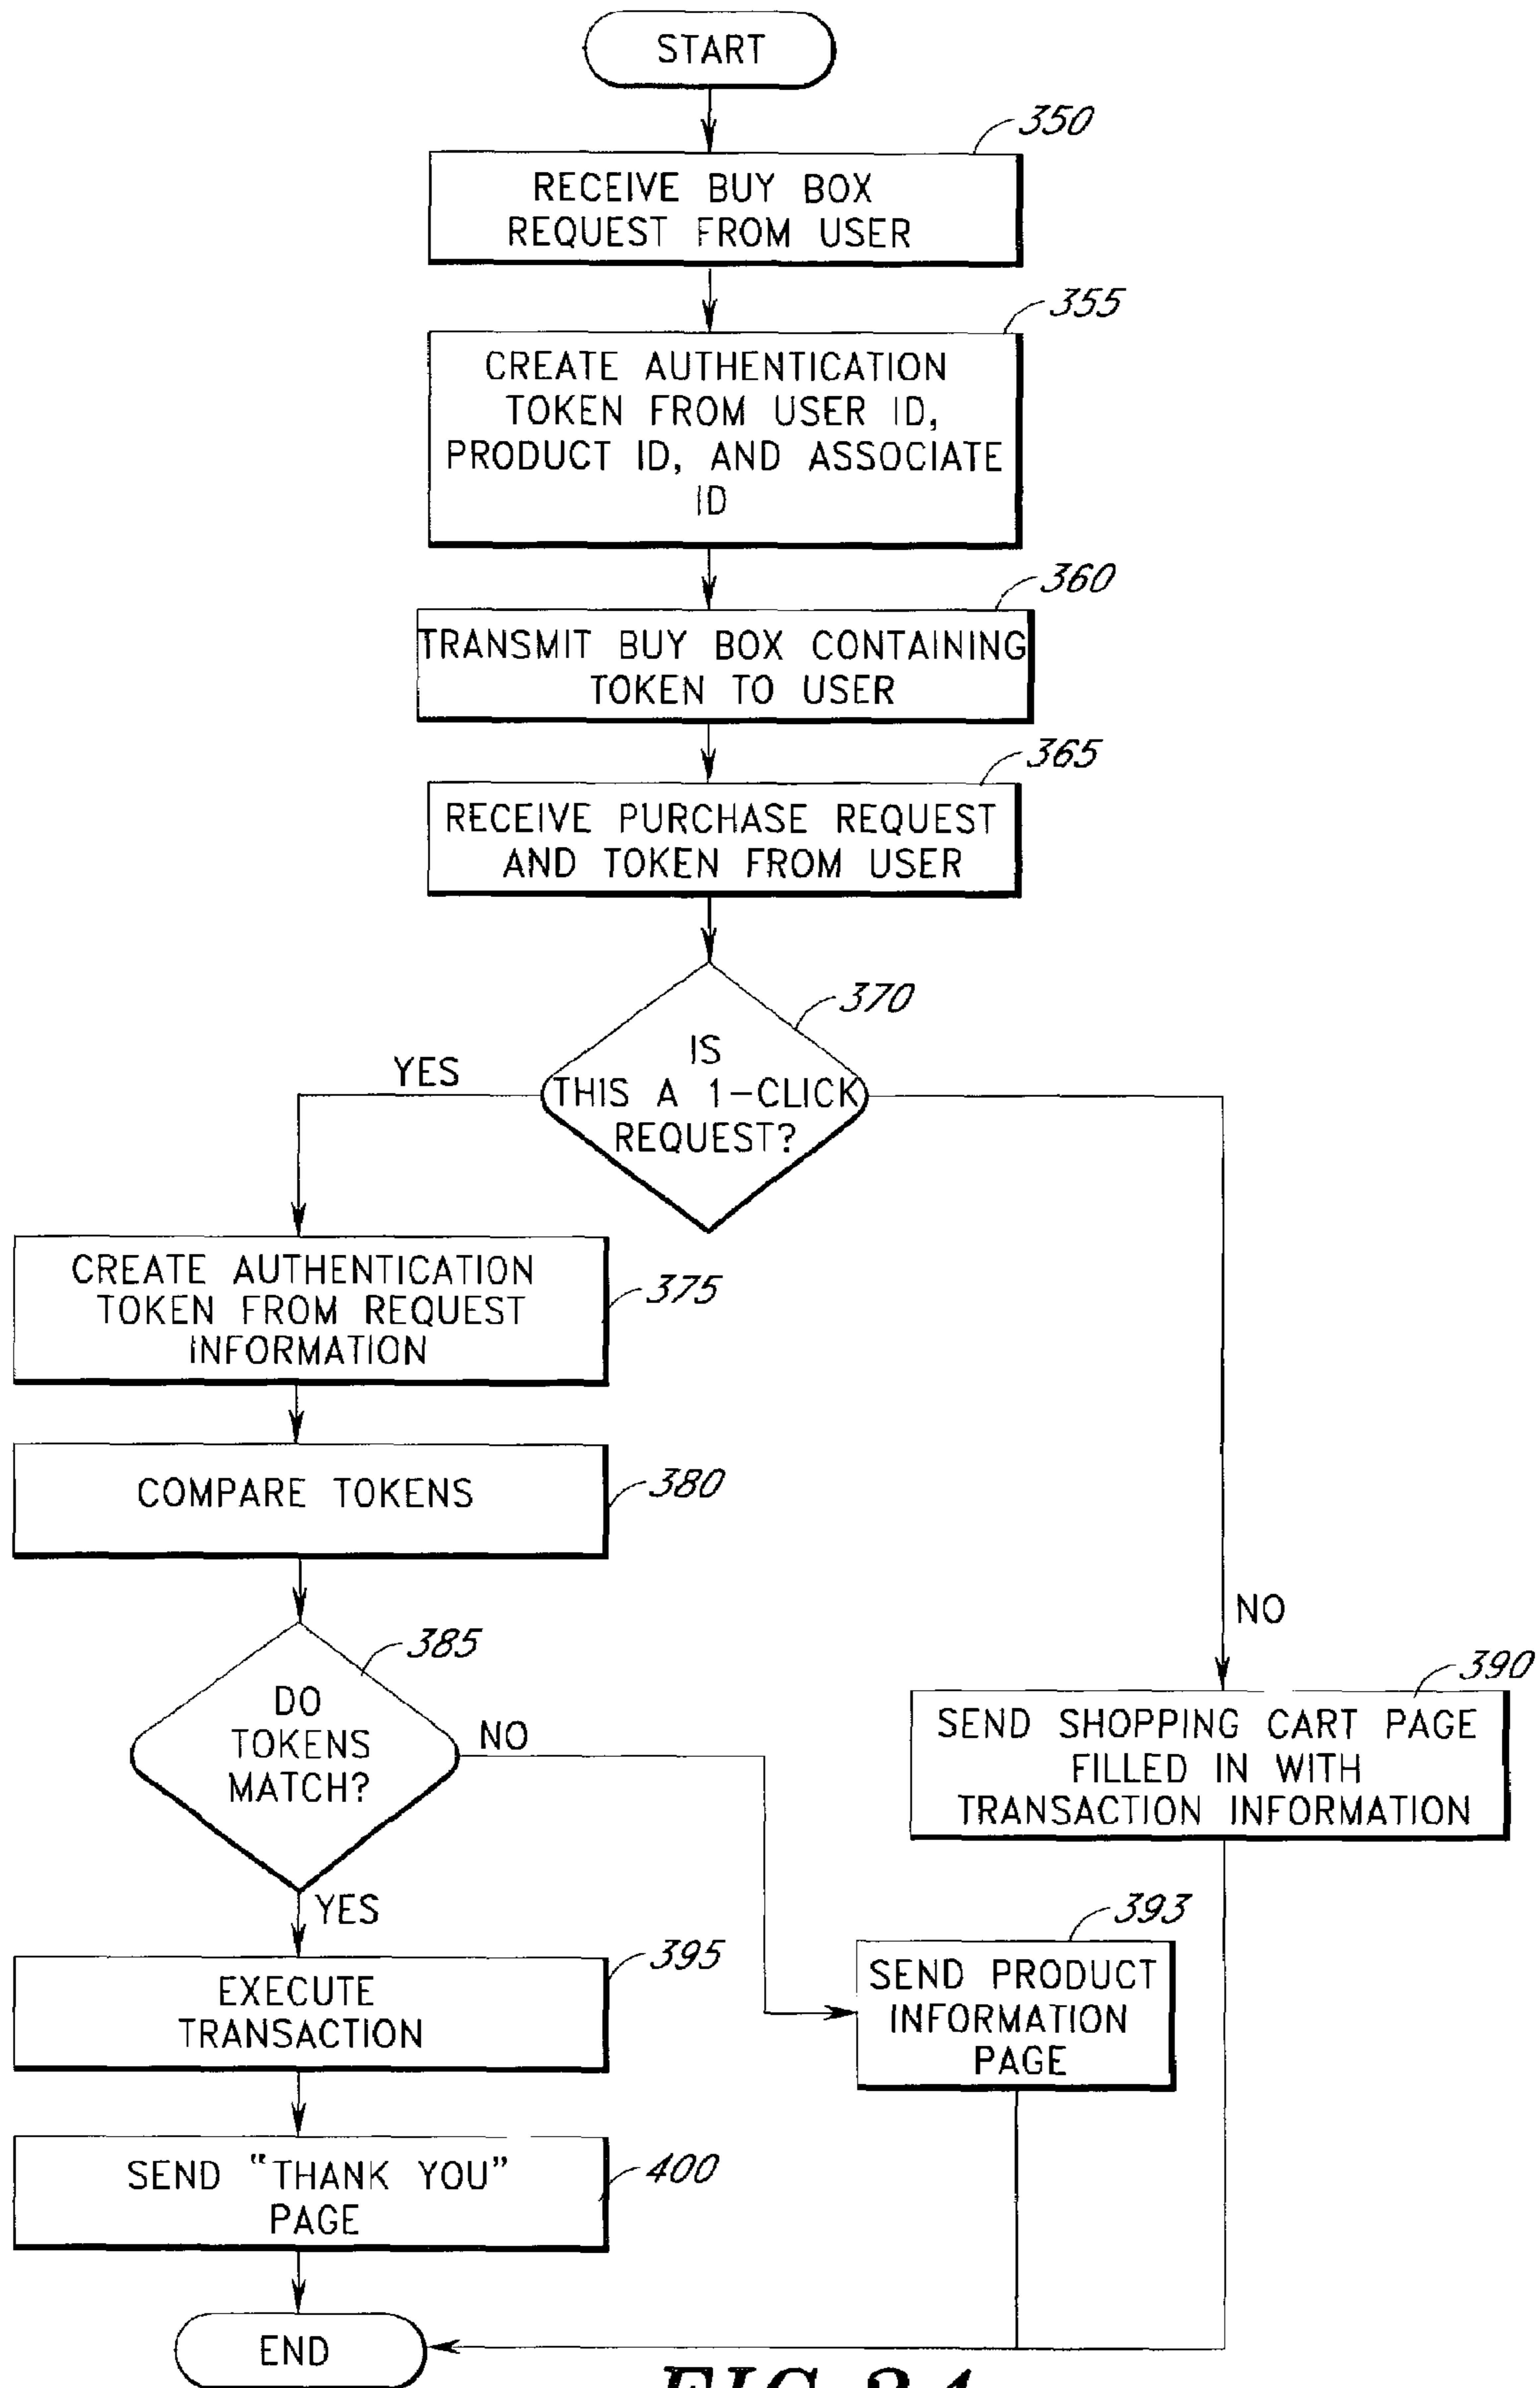 START
350
RECEIVE BUY BOX
REQUEST FROM USER
355
CREATE AUTHENTICATION
TOKEN FROM USER ID,
PRODUCT ID, AND ASSOCIATE
ID
360
TRANSMIT BUY BOX CONTAINING
TOKEN TO USER
365
RECEIVE PURCHASE REQUEST
AND TOKEN FROM USER
370
IS
THIS A 1-CLICK
REQUEST?
YES
CREATE AUTHENTICATION
TOKEN FROM REQUEST
INFORMATION
375
COMPARE TOKENS
380
NO
385
DO
TOKENS
MATCH?
NO
390
SEND SHOPPING CART PAGE
FILLED IN WITH
TRANSACTION INFORMATION
YES
393
SEND PRODUCT
INFORMATION
PAGE
EXECUTE
TRANSACTION
395
SEND "THANK YOU"
PAGE
400
END